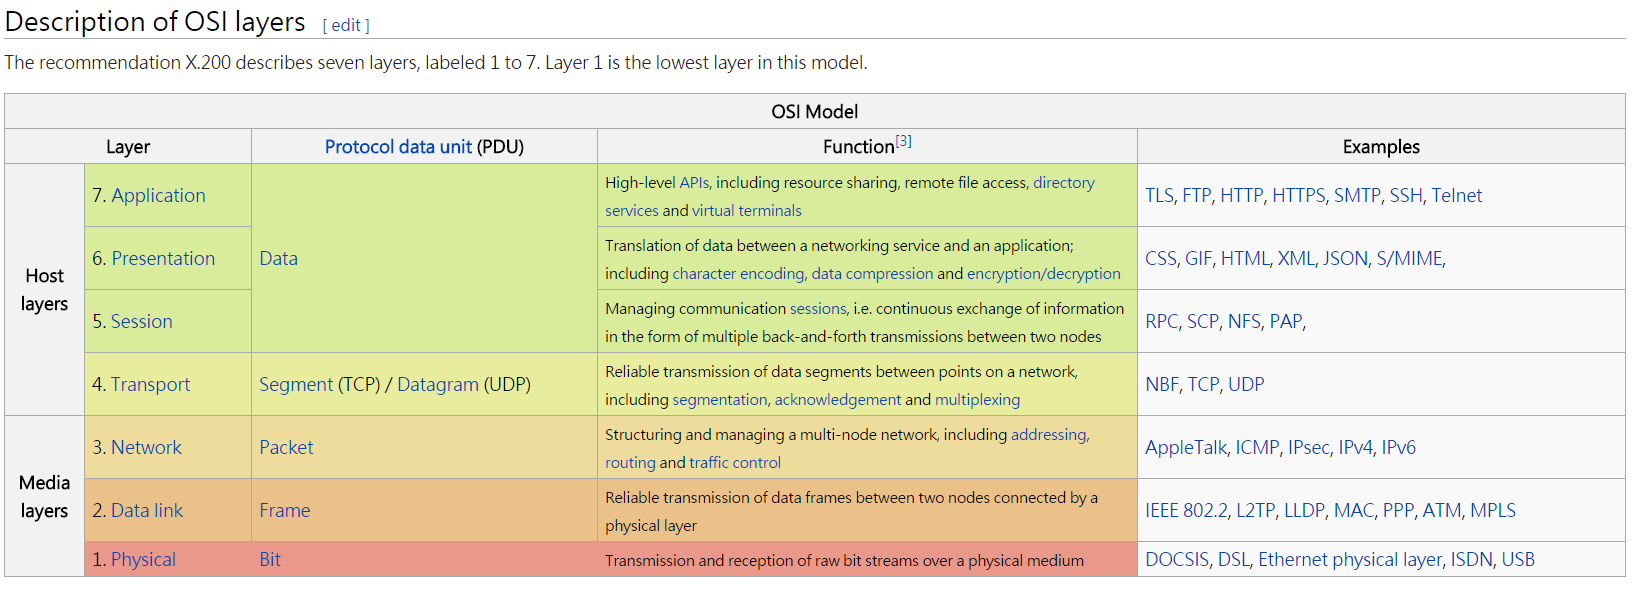 Description of OSI layers [ edit ]
The recommendation X.200 describes seven layers, labeled 1 to 7. Layer 1 is the lowest layer in this model.
OSI Model
Layer Protocol data unit (PDU) Function[3] Examples
Host
layers
7. Application
Data
High-level APIs, including resource sharing, remote file access, directory
services and virtual terminals
TLS, FTP, HTTP, HTTPS, SMTP, SSH, Telnet
6. Presentation
Translation of data between a networking service and an application;
including character encoding, data compression and encryption/decryption
CSS, GIF, HTML, XML, JSON, S/MIME,
5. Session
Managing communication sessions, i.e. continuous exchange of information
in the form of multiple back-and-forth transmissions between two nodes
RPC, SCP, NFS, PAP,
4. Transport
Segment (TCP) / Datagram (UDP)
Reliable transmission of data segments between points on a network,
including segmentation, acknowledgement and multiplexing
NBF, TCP, UDP
Media
layers
3. Network
Packet
Structuring and managing a multi-node network, including addressing,
routing and traffic control
AppleTalk, ICMP, IPsec, IPv4, IPv6
2. Data link
Frame
Reliable transmission of data frames between two nodes connected by a
physical layer
IEEE 802.2, L2TP, LLDP, MAC, PPP, ATM, MPLS
1. Physical
Bit
Transmission and reception of raw bit streams over a physical medium
DOCSIS, DSL, Ethernet physical layer, ISDN, USB